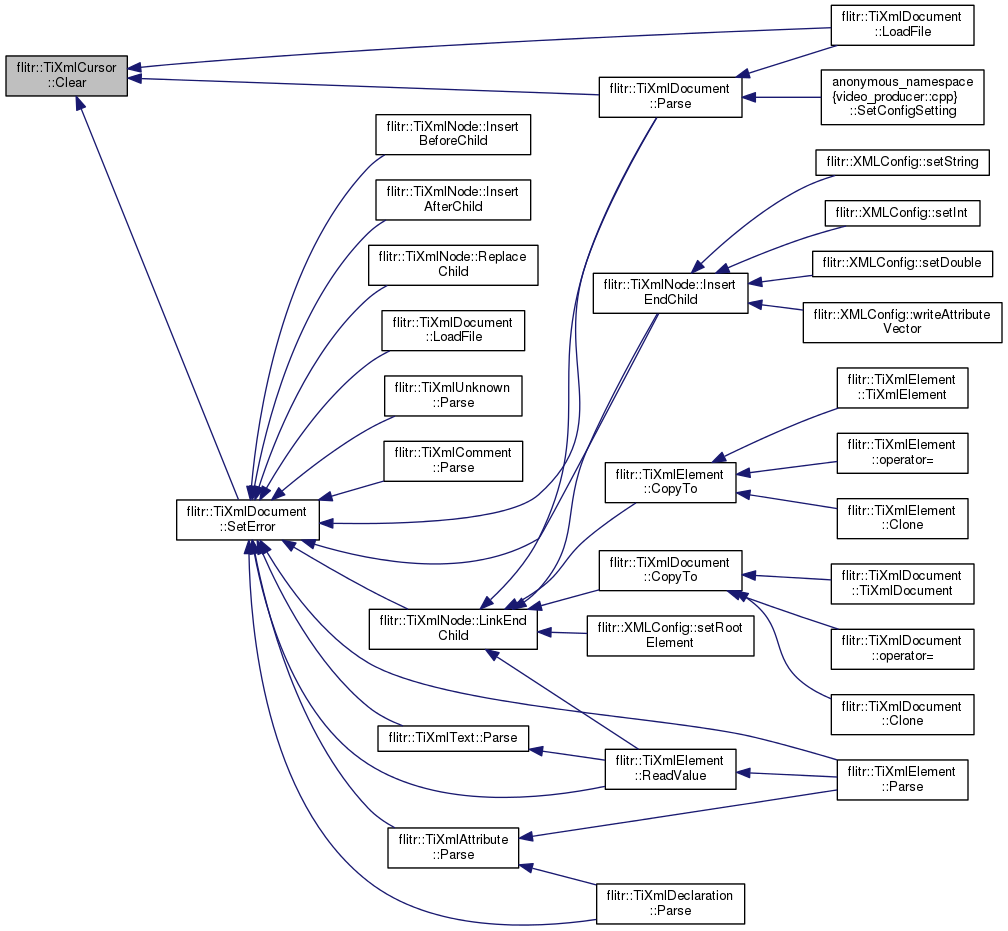 flitr::TiXmlCursor
::Clear
flitr::TiXmlDocument
::LoadFile
flitr::TiXmlDocument
::Parse
anonymous_namespace
{video_producer::cpp}
::SetConfigSetting
flitr::TiXmlNode::Insert
BeforeChild
flitr::TiXmlNode::Insert
AfterChild
flitr::TiXmlNode::Replace
Child
flitr::TiXmlDocument
::LoadFile
flitr::TiXmlUnknown
::Parse
flitr::TiXmlComment
::Parse
flitr::TiXmlDocument
::SetError
flitr::XMLConfig::setString
flitr::XMLConfig::setInt
flitr::XMLConfig::setDouble
flitr::TiXmlNode::Insert
EndChild
flitr::XMLConfig::writeAttribute
Vector
flitr::TiXmlElement
::TiXmlElement
flitr::TiXmlElement
::operator=
flitr::TiXmlElement
::CopyTo
flitr::TiXmlElement
::Clone
flitr::TiXmlDocument
::CopyTo
flitr::TiXmlDocument
::TiXmlDocument
flitr::TiXmlNode::LinkEnd
Child
flitr::XMLConfig::setRoot
Element
flitr::TiXmlDocument
::operator=
flitr::TiXmlDocument
::Clone
flitr::TiXmlText::Parse
flitr::TiXmlElement
::ReadValue
flitr::TiXmlElement
::Parse
flitr::TiXmlAttribute
::Parse
flitr::TiXmlDeclaration
::Parse